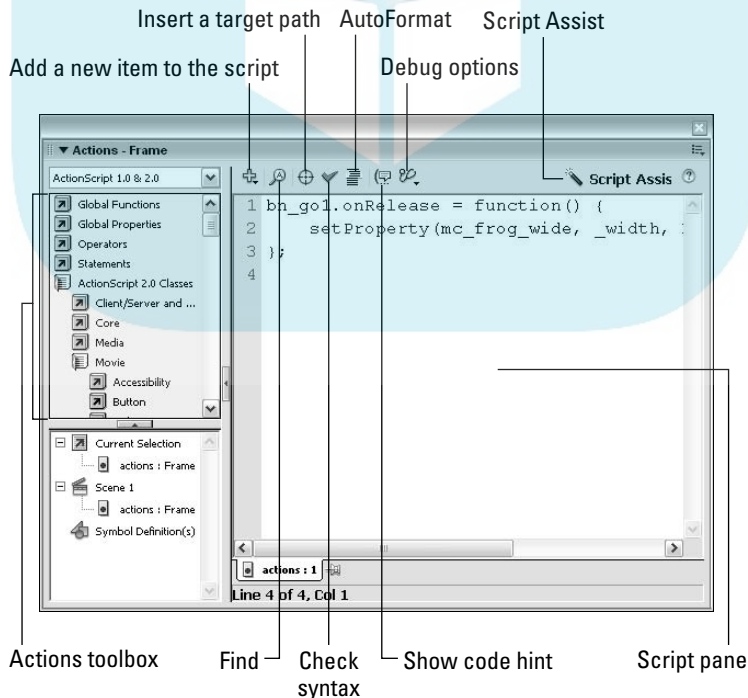 Insert a target path AutoFormat Script Assist
Add a new item to the script Debug options
Actions - Frame
ActionScript 1.0 & 2.0
Script Assis
Global Functions
Global Properties
Operators
Statements
ActionScript 2.0 Classes
Client/Server and ...
Core
Media
Movie
Accessibility
Button
1 bn_go1.onRelease = function() {
2 setProperty(mc_frog_wide, _width,
3 };
4
Current Selection
actions : Frame
Scene 1
actions : Frame
Symbol Definition(s)
actions : 1
Line 4 of 4, Col 1
Actions toolbox Find Check syntax Show code hint Script pane